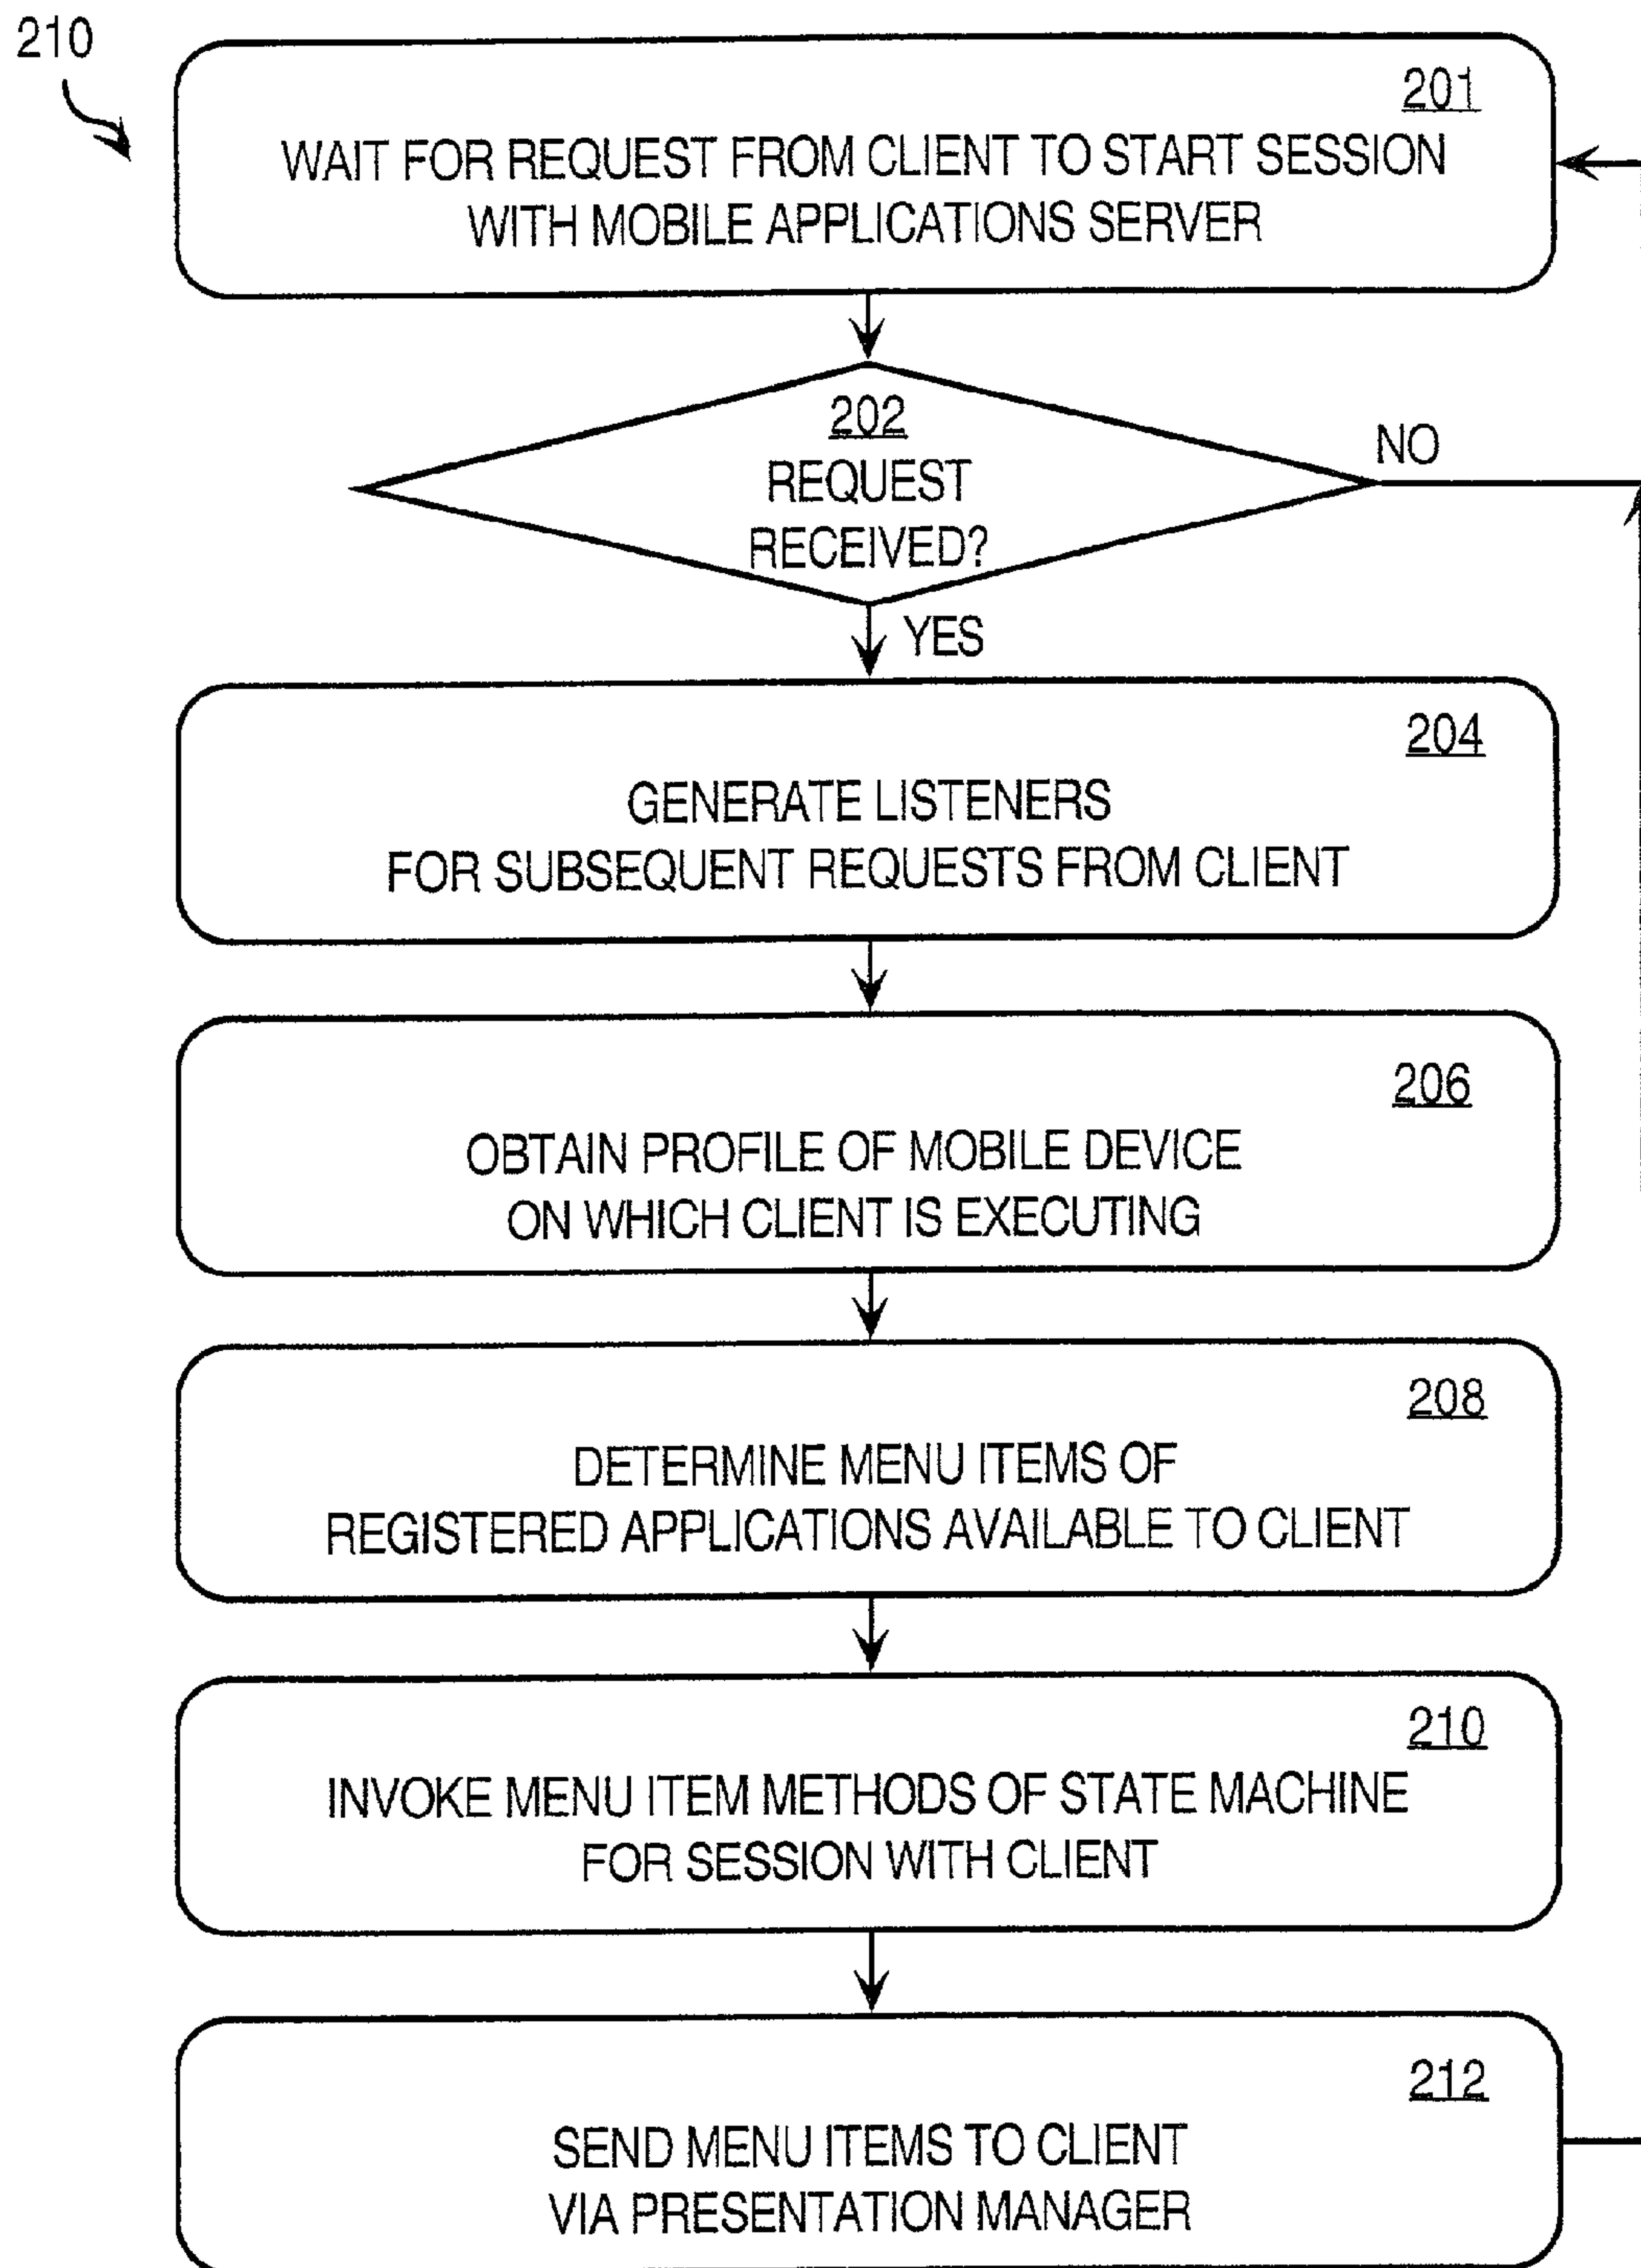 210
201
WAIT FOR REQUEST FROM CLIENT TO START SESSION
WITH MOBILE APPLICATIONS SERVER
202
REQUEST
RECEIVED?
NO
YES
204
GENERATE LISTENERS
FOR SUBSEQUENT REQUESTS FROM CLIENT
206
OBTAIN PROFILE OF MOBILE DEVICE
ON WHICH CLIENT IS EXECUTING
208
DETERMINE MENU ITEMS OF
REGISTERED APPLICATIONS AVAILABLE TO CLIENT
210
INVOKE MENU ITEM METHODS OF STATE MACHINE
FOR SESSION WITH CLIENT
212
SEND MENU ITEMS TO CLIENT
VIA PRESENTATION MANAGER